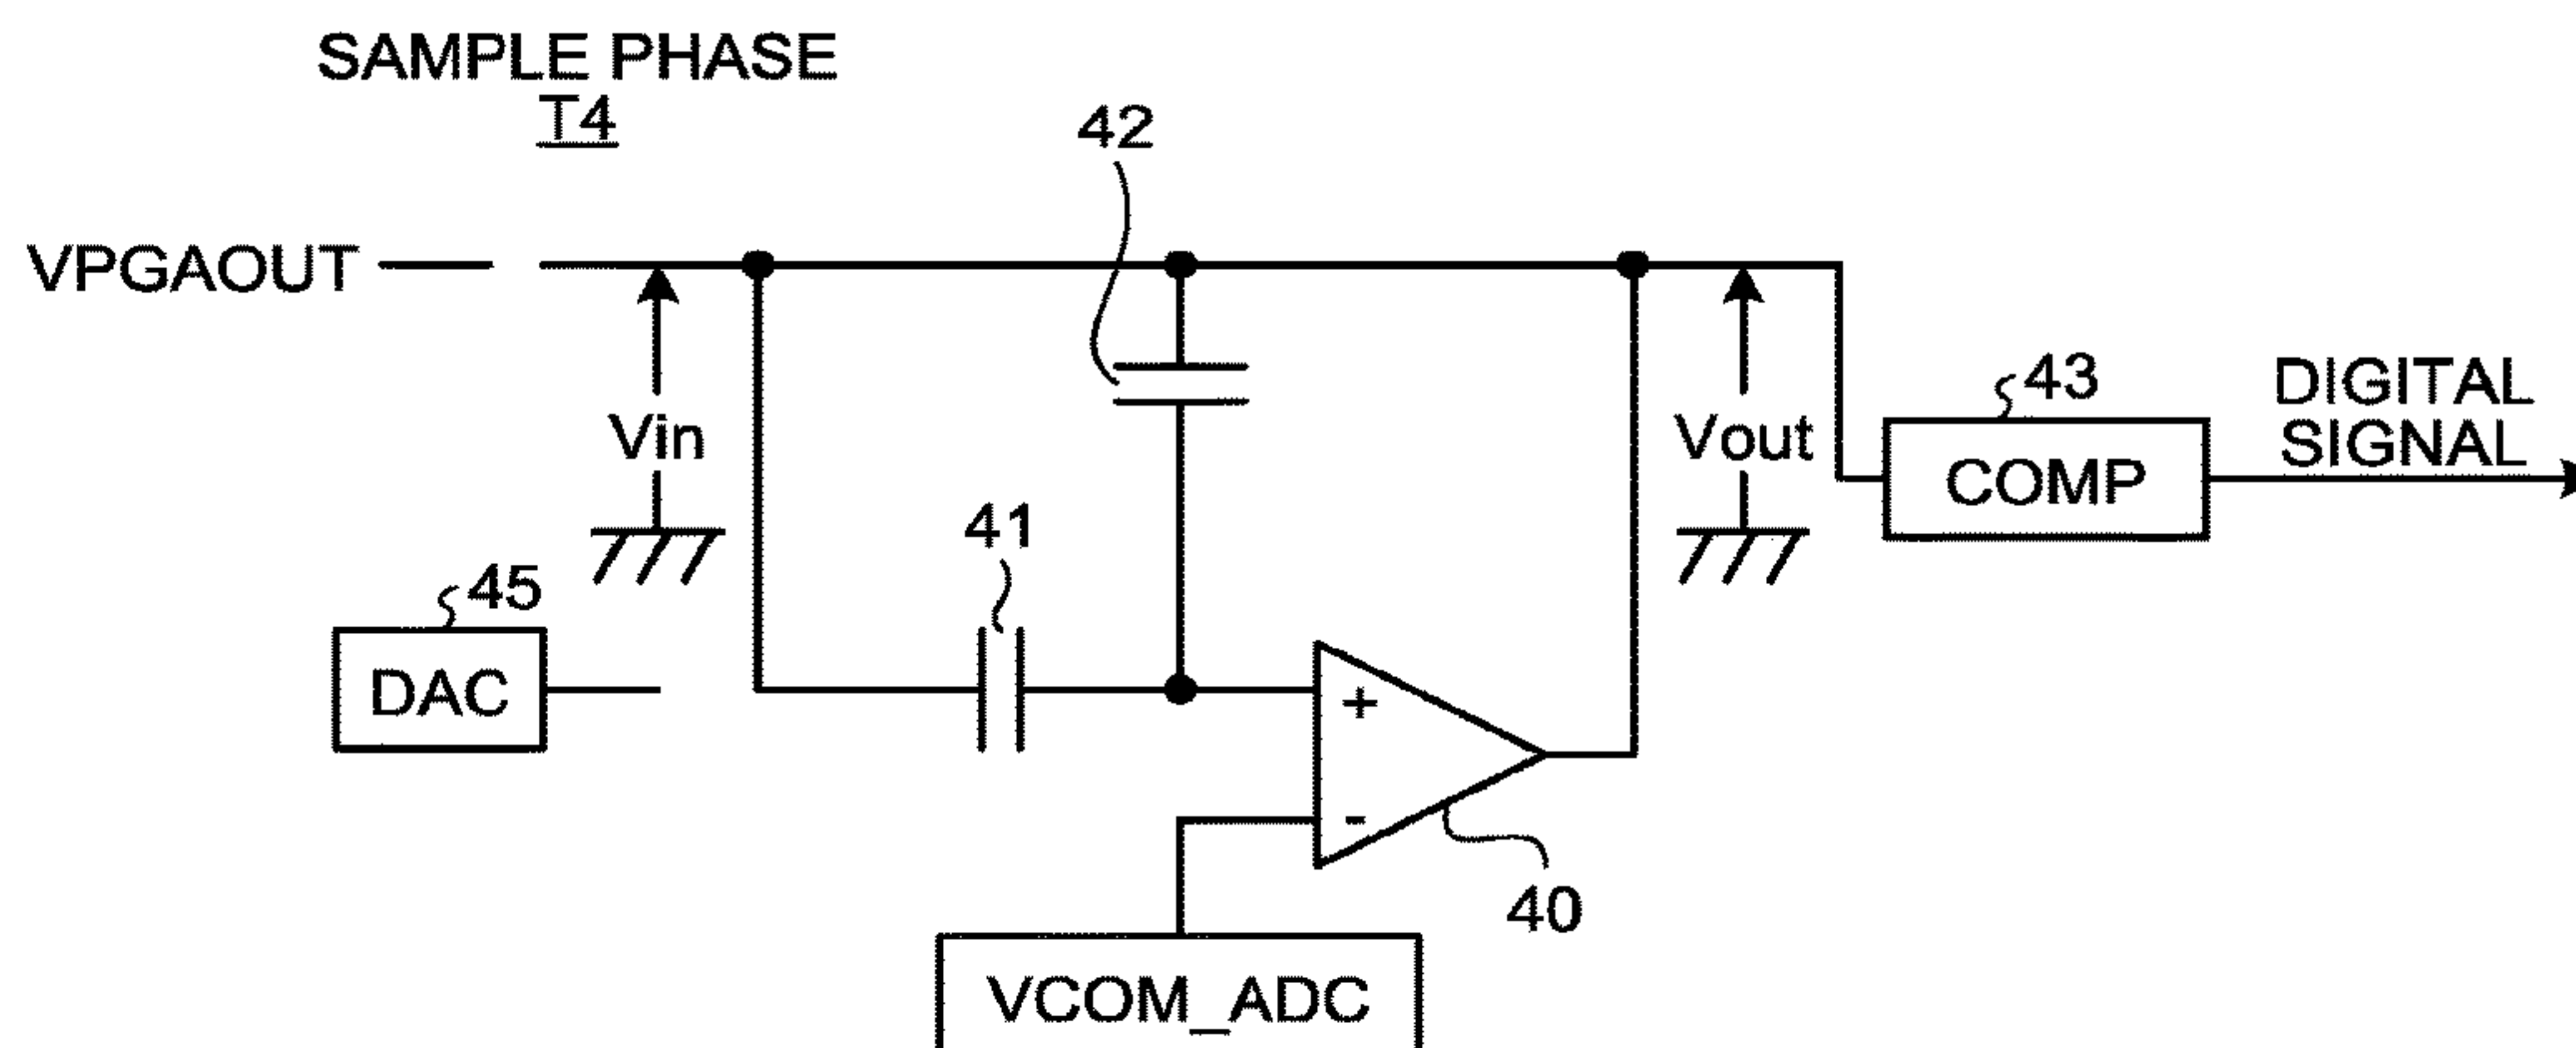 SAMPLE PHASE
T4
42
VPGAOUT
Vin
Vout
43
COMP
DIGITAL
SIGNAL
41
45
DAC
+
-
40
VCOM_ADC